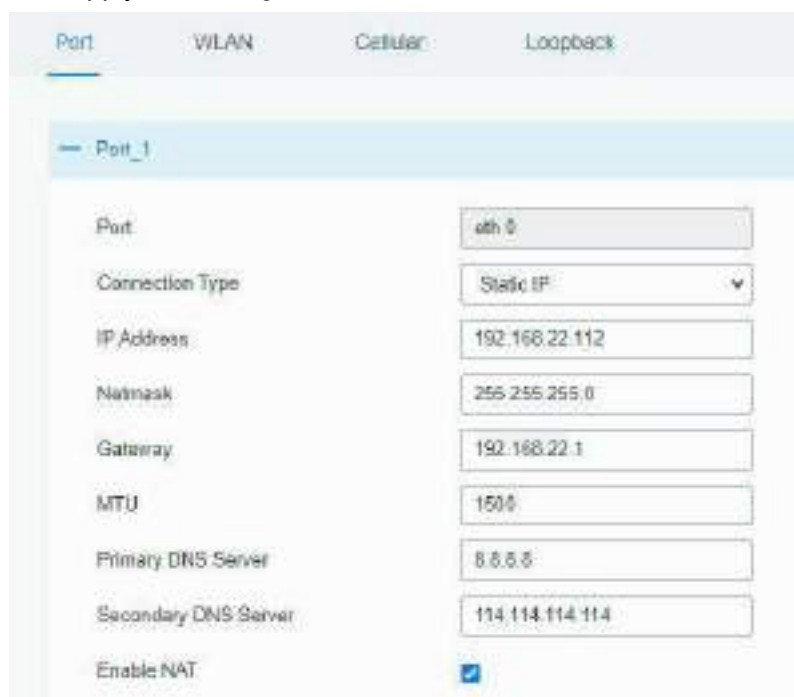 Port WLAN Cellular Loopback
Port_1
Port eth 0
Connection Type Static IP
IP Address 192.168.22.112
Netmask 255.255.255.0
Gateway 192.168.22.1
MTU 1500
Primary DNS Server 8.8.8.8
Secondary DNS Server 114.114.114.114
Enable NAT